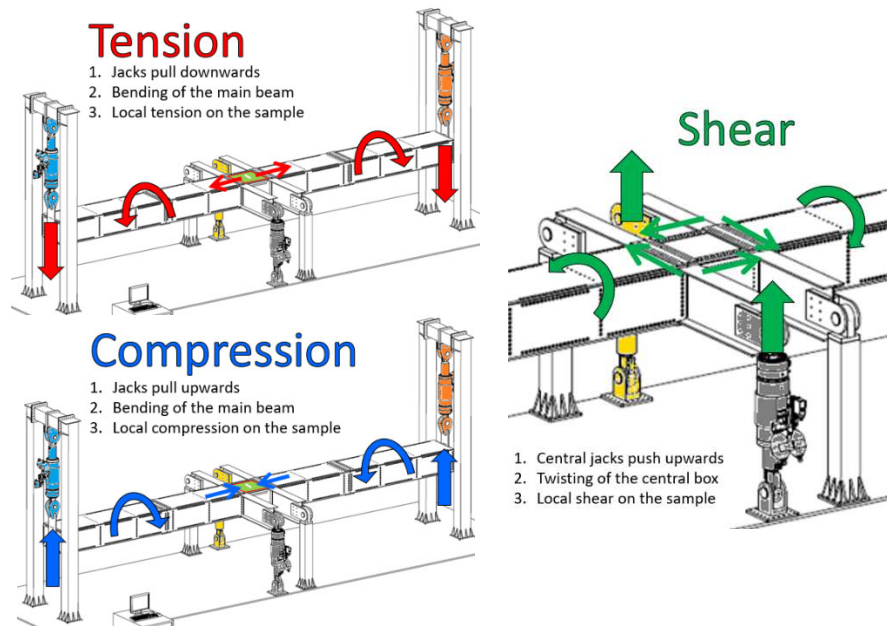 Tension
1. Jacks pull downwards
2. Bending of the main beam
3. Local tension on the sample
Compression
1. Jacks pull upwards
2. Bending of the main beam
3. Local compression on the sample
Shear
1. Central jacks push upwards
2. Twisting of the central box
3. Local shear on the sample